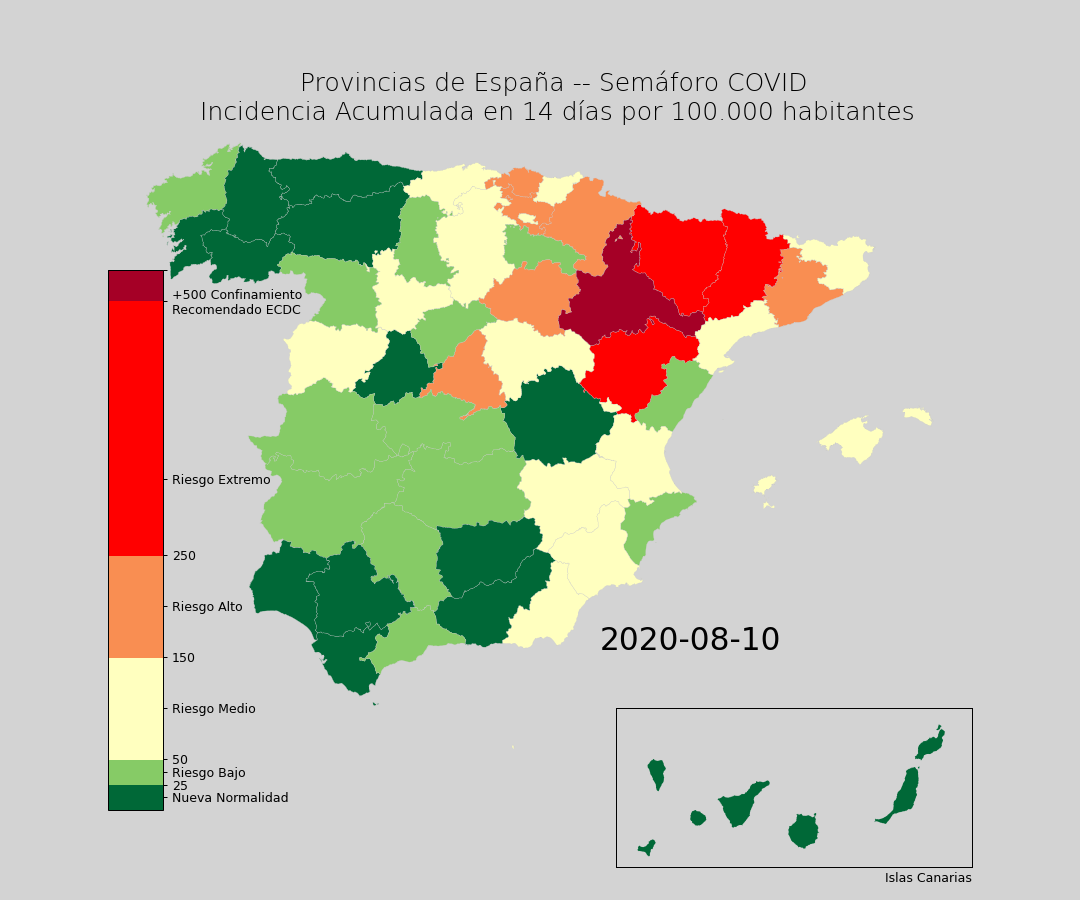 Provincias de España -- Semáforo COVID
Incidencia Acumulada en 14 días por 100.000 habitantes
+500 Confinamiento
Recomendado ECDC
Riesgo Extremo
250
Riesgo Alto
150
Riesgo Medio
50
Riesgo Bajo
25
Nueva Normalidad
2020-08-10
Islas Canarias